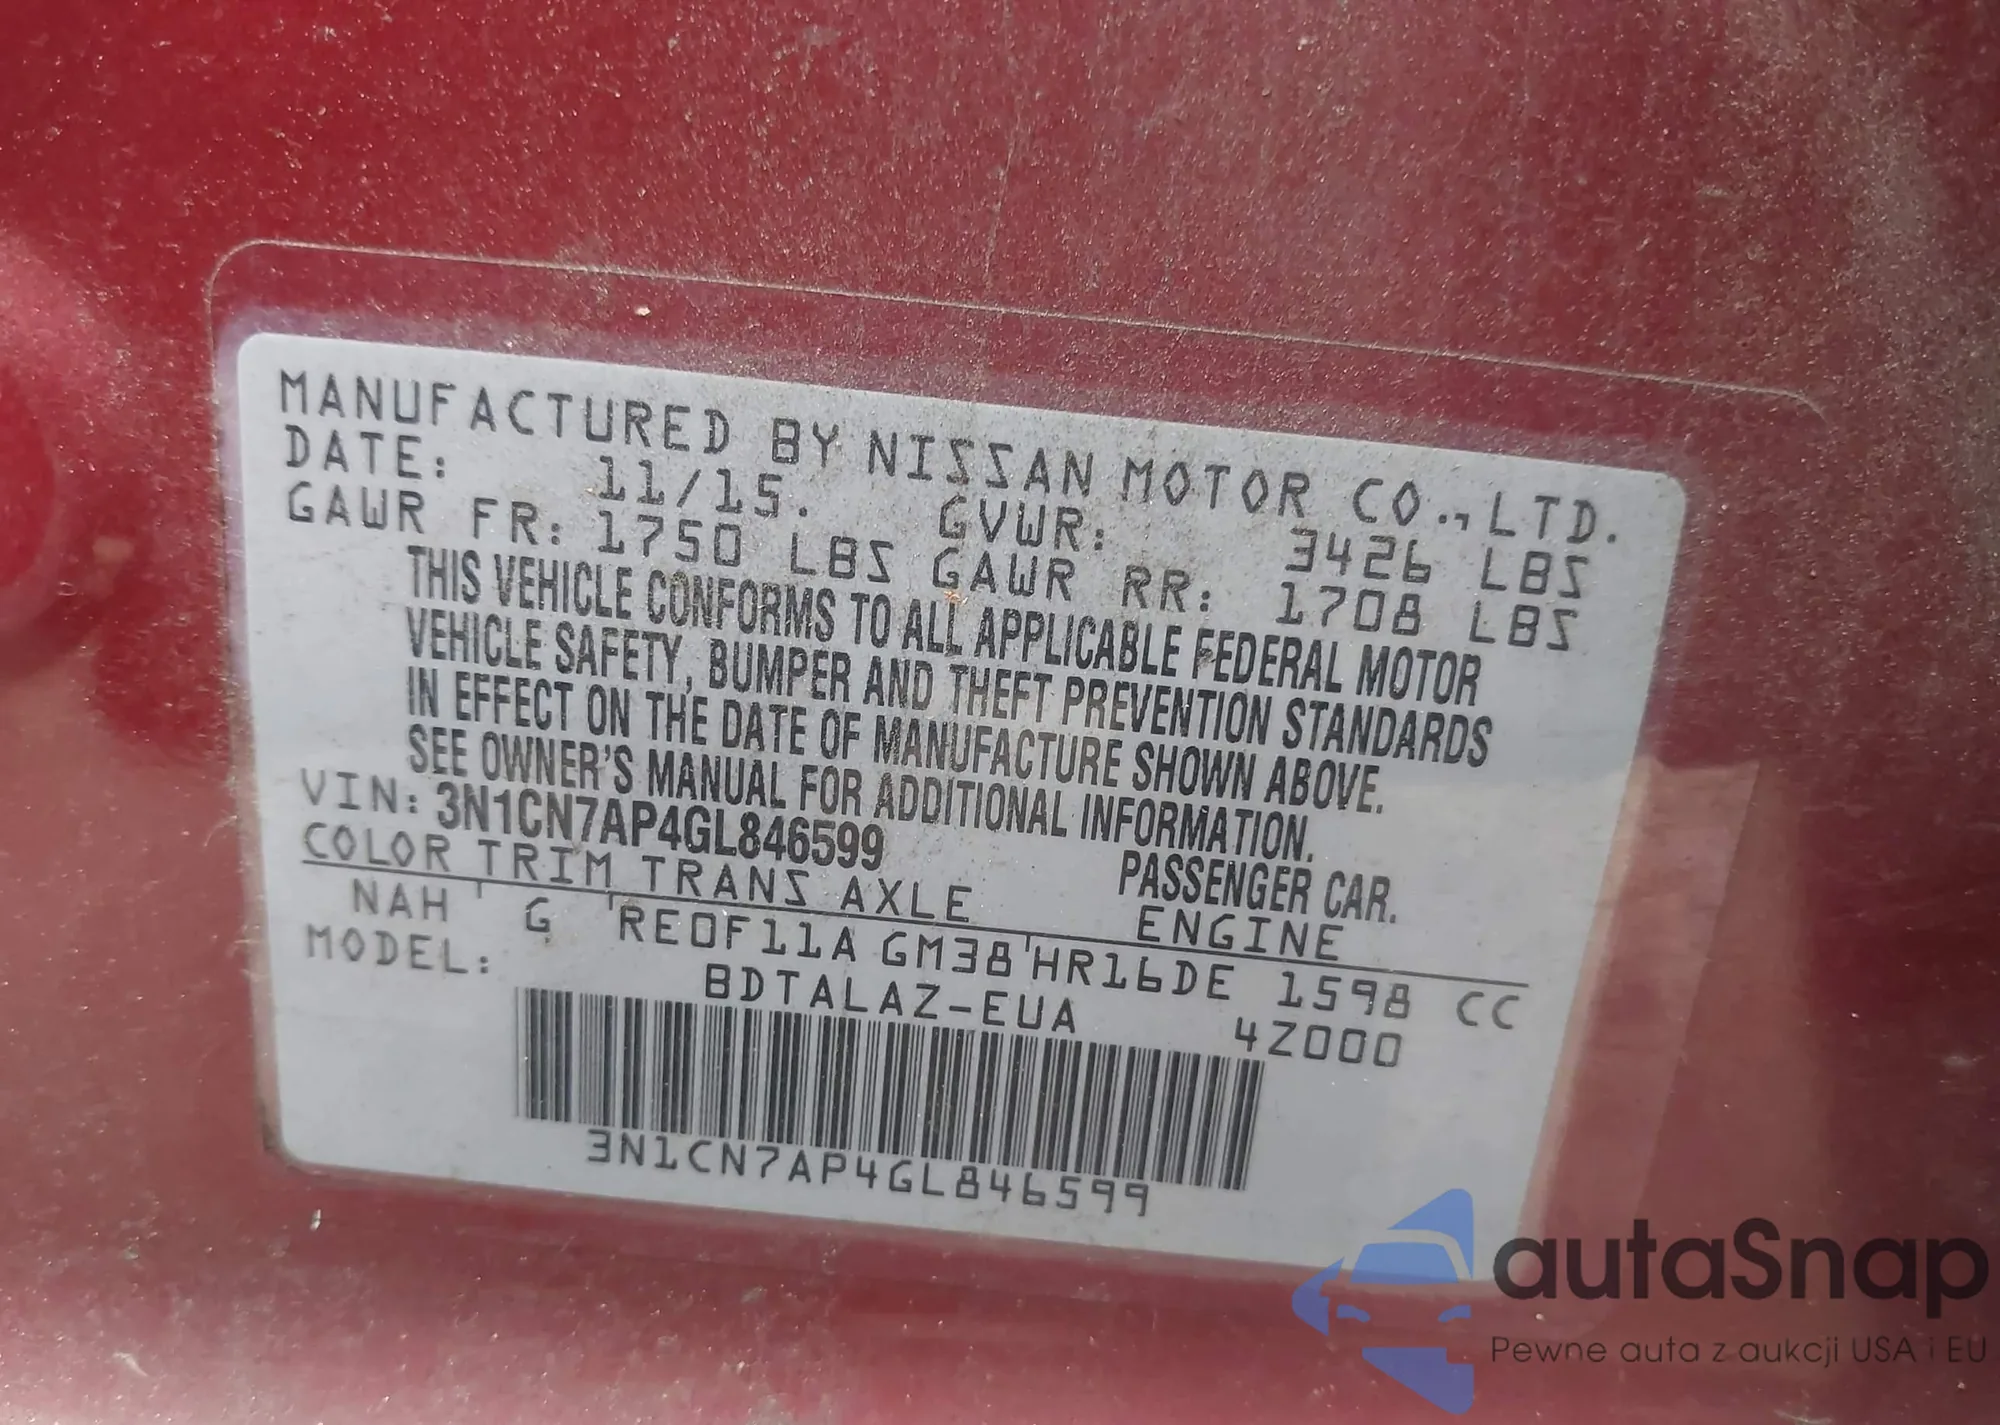 MANUFACTURED BY NISSAN MOTOR CO., LTD.
DATE: 11/15. GVWR: 3426 LBS
GAWR FR: 1750 LBS GAWR RR: 1708 LBS
THIS VEHICLE CONFORMS TO ALL APPLICABLE FEDERAL MOTOR
VEHICLE SAFETY, BUMPER AND THEFT PREVENTION STANDARDS
IN EFFECT ON THE DATE OF MANUFACTURE SHOWN ABOVE.
SEE OWNER'S MANUAL FOR ADDITIONAL INFORMATION.
VIN: 3N1CN7AP4GL846599 PASSENGER CAR.
COLOR TRIM TRANS AXLE ENGINE
NAH G RE0F11A GM38 HR16DE 1598 CC
MODEL: BDTALAZ-EUA 4Z000
3N1CN7AP4GL846599
autaSnap
Pewne auta z aukcji USA i EU